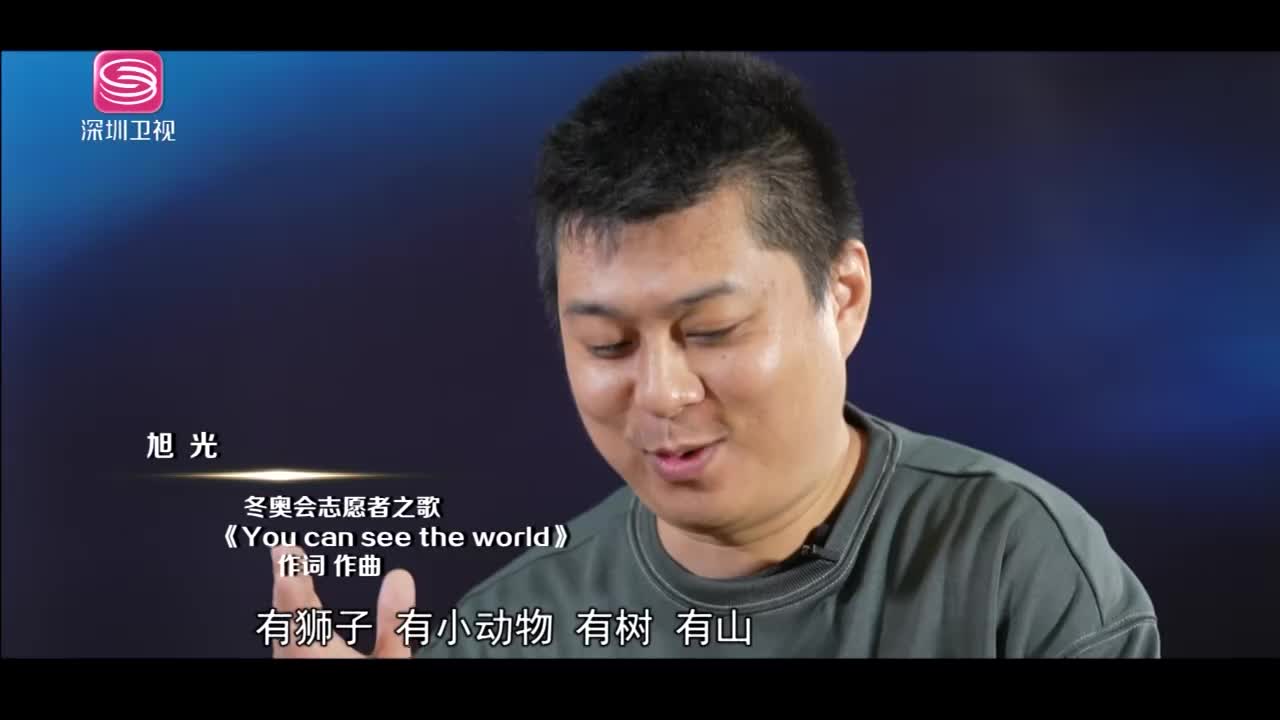 深圳卫视
旭 光
冬奥会志愿者之歌
《You can see the world》
作词 作曲
有狮子 有小动物 有树 有山